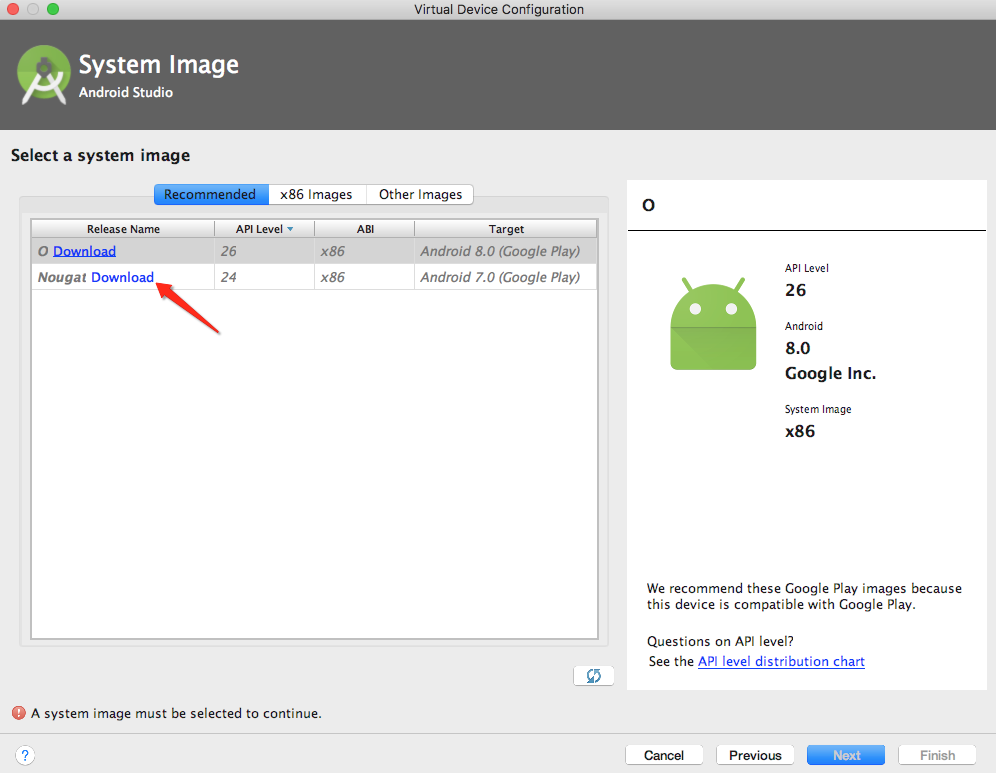 Virtual Device Configuration
System Image
Android Studio
Select a system image
Recommended x86 Images Other Images
Release Name API Level ABI Target
O Download 26 x86 Android 8.0 (Google Play)
Nougat Download 24 x86 Android 7.0 (Google Play)
O
API Level
26
Android
8.0
Google Inc.
System Image
x86
We recommend these Google Play images because
this device is compatible with Google Play.
Questions on API level?
See the API level distribution chart
A system image must be selected to continue.
? Cancel Previous Next Finish